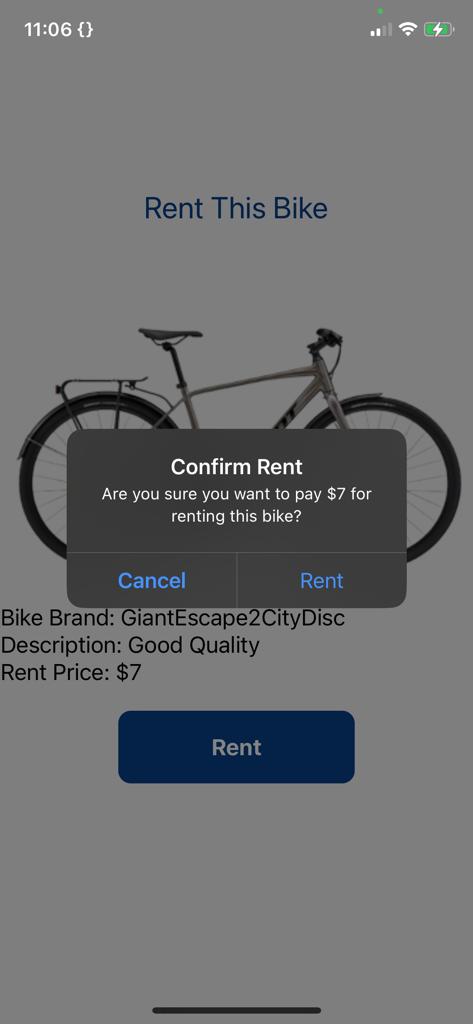 11:06 {}
Rent This Bike
Confirm Rent
Are you sure you want to pay $7 for
renting this bike?
Cancel Rent
Bike Brand: GiantEscape2CityDisc
Description: Good Quality
Rent Price: $7
Rent